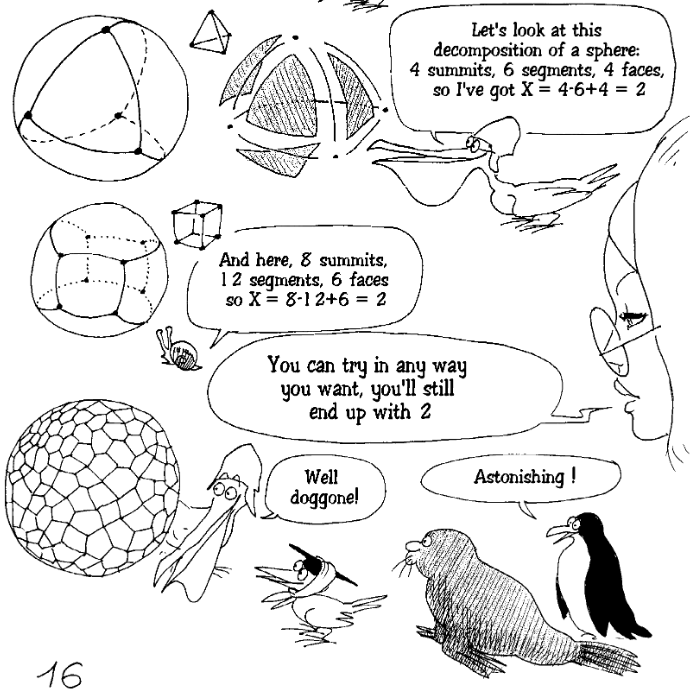 Let's look at this
decomposition of a sphere:
4 summits, 6 segments, 4 faces,
so I've got X = 4-6+4 = 2
And here, 8 summits,
12 segments, 6 faces
so X = 8-12+6 = 2
You can try in any way
you want, you'll still
end up with 2
Well
doggone!
Astonishing !
16